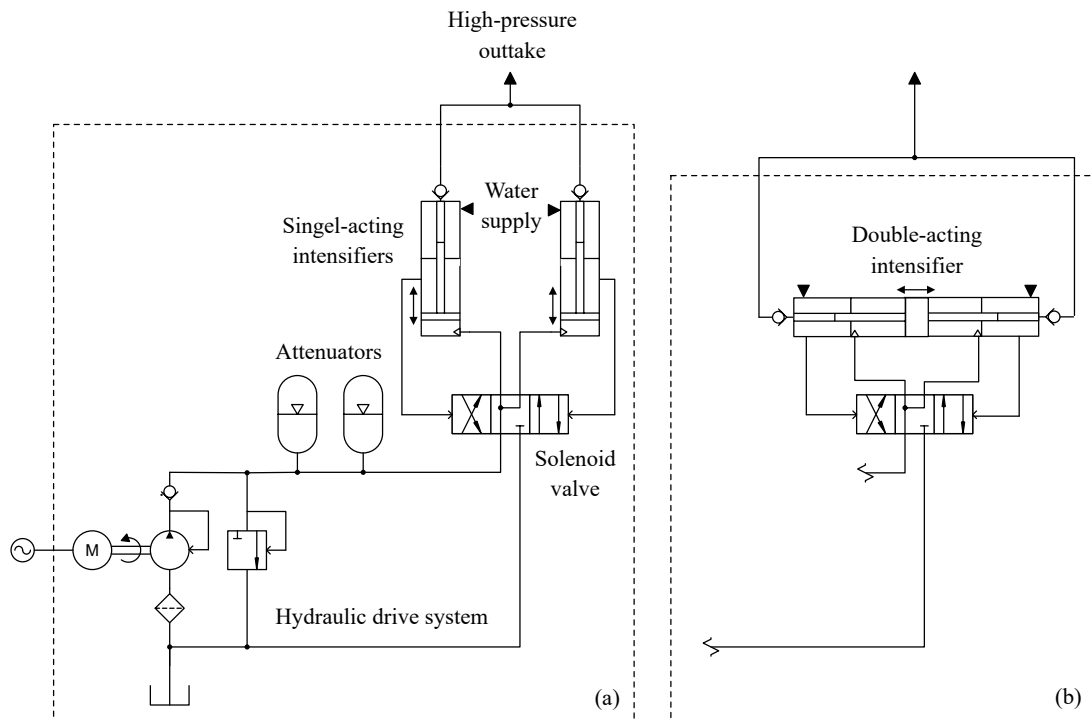 High-pressure
outtake
Water
supply
Singel-acting
intensifiers
Double-acting
intensifier
Attenuators
Solenoid
valve
M
Hydraulic drive system
(a)
(b)